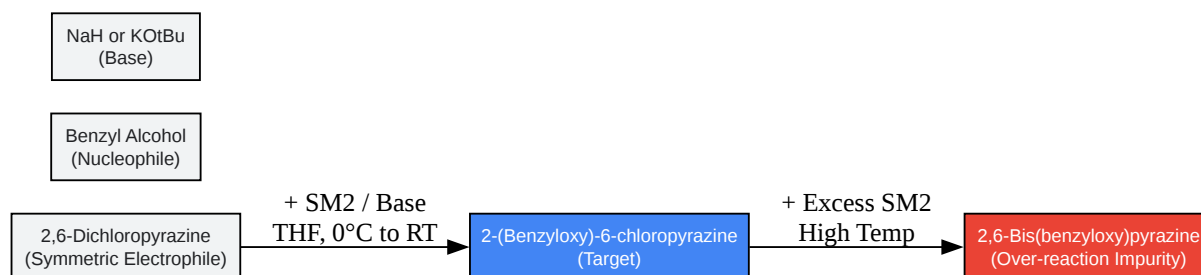 NaH or KOtBu
(Base)
Benzyl Alcohol
(Nucleophile)
2,6-Dichloropyrazine
(Symmetric Electrophile)
+ SM2 / Base
THF, 0°C to RT
2-(Benzyloxy)-6-chloropyrazine
(Target)
+ Excess SM2
High Temp
2,6-Bis(benzyloxy)pyrazine
(Over-reaction Impurity)